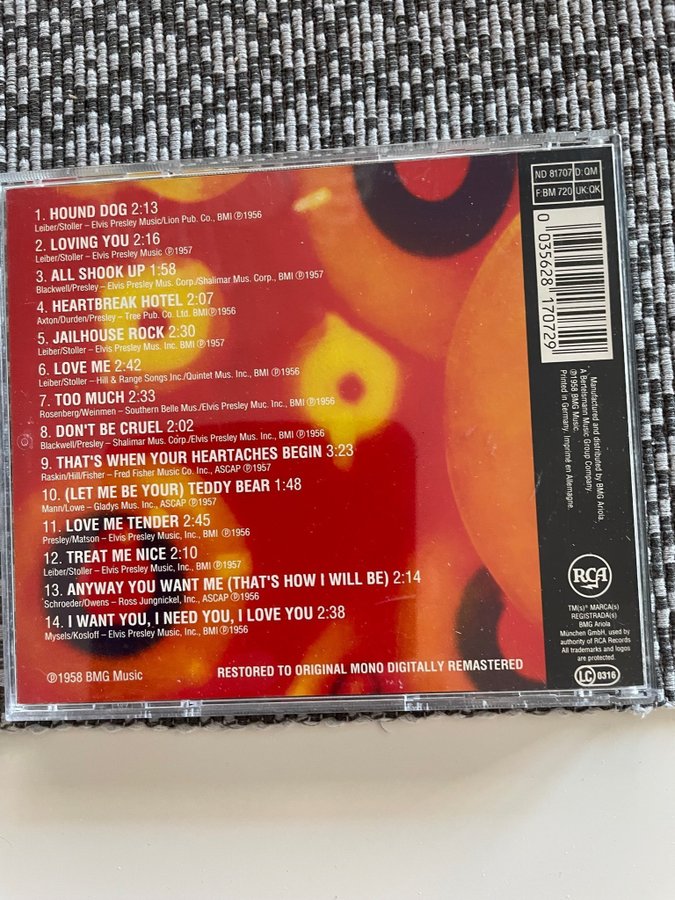 1. HOUND DOG 2:13
Leiber/Stoller – Elvis Presley Music/Lion Pub. Co., BMI ℗1956
2. LOVING YOU 2:16
Leiber/Stoller – Elvis Presley Music ℗1957
3. ALL SHOOK UP 1:58
Blackwell/Presley – Elvis Presley Mus. Corp./Shalimar Mus. Corp., BMI ℗1957
4. HEARTBREAK HOTEL 2:07
Axton/Durden/Presley – Tree Pub. Co. Ltd. BMI℗1956
5. JAILHOUSE ROCK 2:30
Leiber/Stoller – Elvis Presley Mus. Inc. BMI ℗1957
6. LOVE ME 2:42
Leiber/Stoller – Hill & Range Songs Inc./Quintet Mus. Inc., BMI ℗1956
7. TOO MUCH 2:33
Rosenberg/Weinmen – Southern Belle Mus./Elvis Presley Muc. Inc., BMI ℗1956
8. DON'T BE CRUEL 2:02
Blackwell/Presley – Shalimar Mus. Corp./Elvis Presley Mus. Inc., BMI ℗1956
9. THAT'S WHEN YOUR HEARTACHES BEGIN 3:23
Raskin/Hill/Fisher – Fred Fisher Music Co. Inc., ASCAP ℗1957
10. (LET ME BE YOUR) TEDDY BEAR 1:48
Mann/Lowe – Gladys Mus. Inc., ASCAP ℗1957
11. LOVE ME TENDER 2:45
Presley/Matson – Elvis Presley Music, Inc., BMI ℗1956
12. TREAT ME NICE 2:10
Leiber/Stoller – Elvis Presley Music, Inc., BMI ℗1957
13. ANYWAY YOU WANT ME (THAT'S HOW I WILL BE) 2:14
Schroeder/Owens – Ross Jungnickel, Inc., ASCAP ℗1956
14. I WANT YOU, I NEED YOU, I LOVE YOU 2:38
Mysels/Kosloff – Elvis Presley Music, Inc., BMI ℗1956
℗1958 BMG Music
RESTORED TO ORIGINAL MONO DIGITALLY REMASTERED
ND 81707 D: QM
F: BM 720 UK: QK
0 035628 170729
Manufactured and distributed by BMG Ariola.
A Bertelsmann Music Group Company.
℗1958 BMG Music.
Printed in Germany. Imprimé en Allemagne.
RCA
TM(s)® MARCA(s)
REGISTRADA(s)
BMG Ariola
München GmbH, used by
authority of RCA Records
All trademarks and logos
are protected.
LC 0316